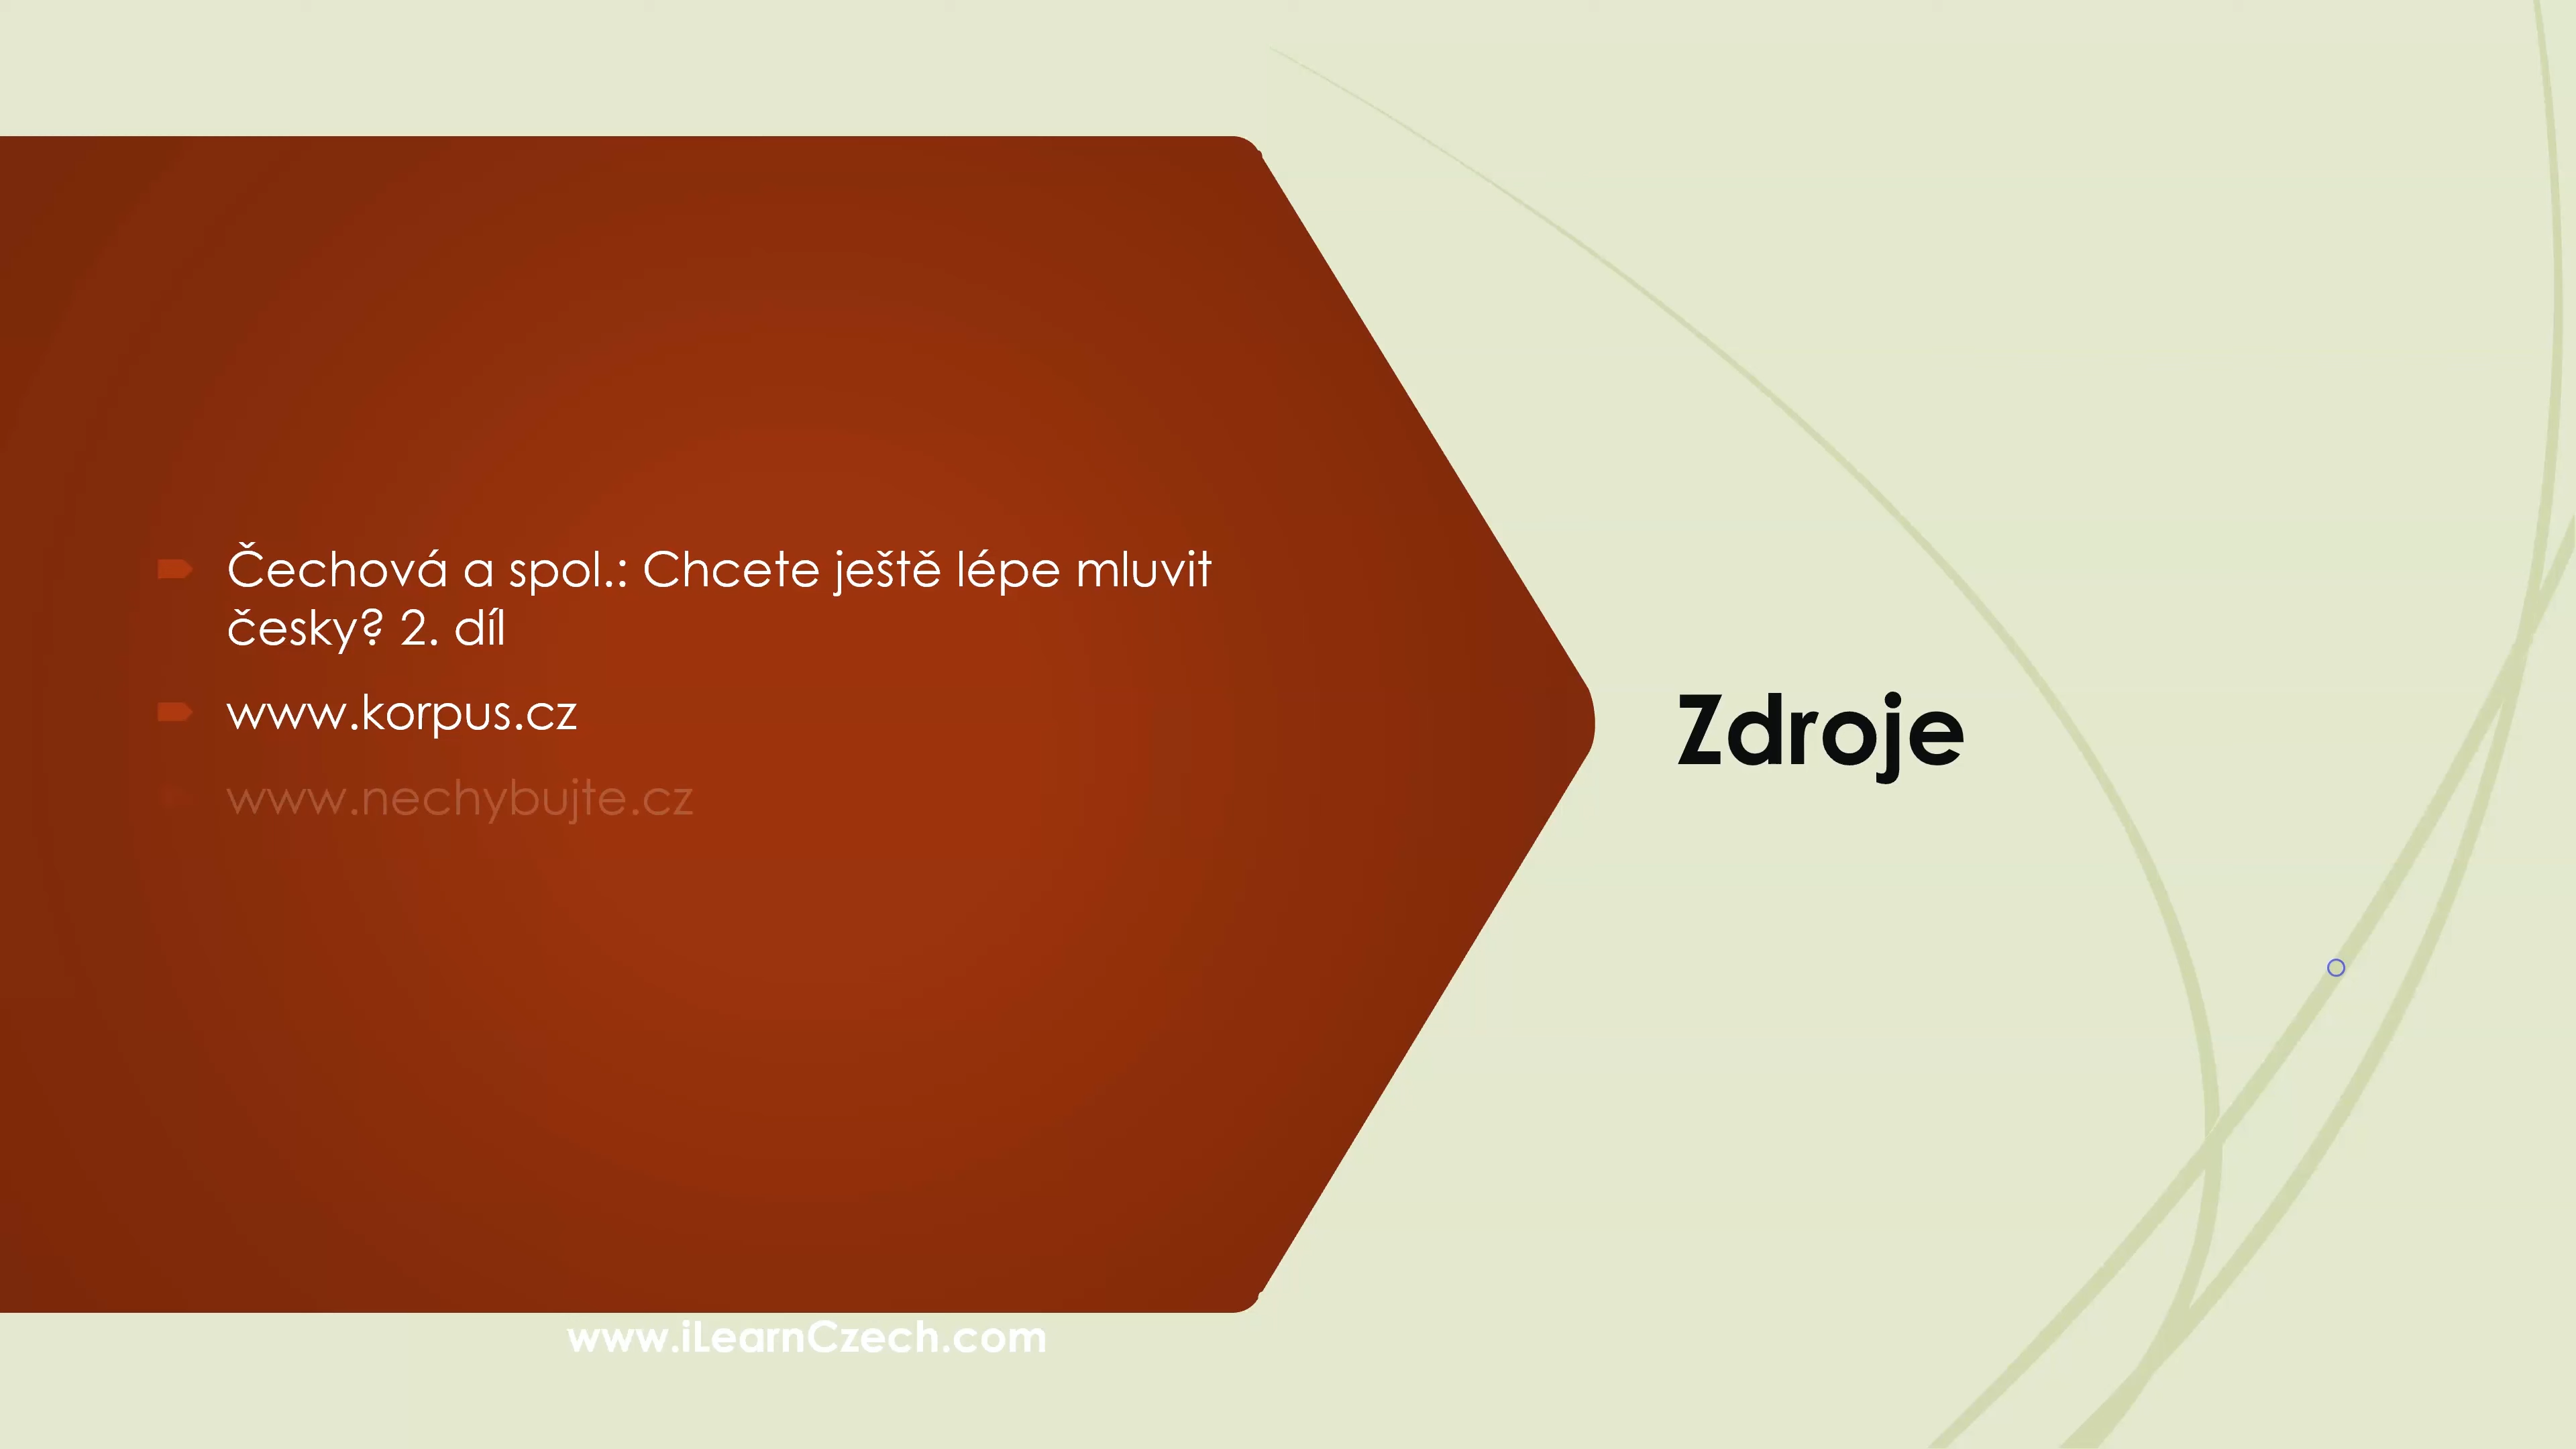 Čechová a spol.: Chcete ještě lépe mluvit
česky? 2. díl
www.korpus.cz
www.nechybujte.cz
Zdroje
www.iLearnCzech.com